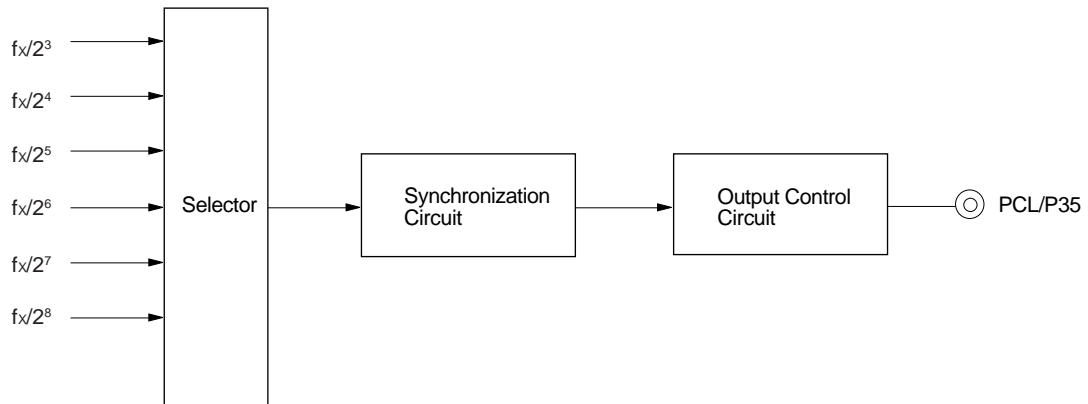 fx/2³
fx/2⁴
fx/2⁵
fx/2⁶
fx/2⁷
fx/2⁸
Selector
Synchronization
Circuit
Output Control
Circuit
PCL/P35